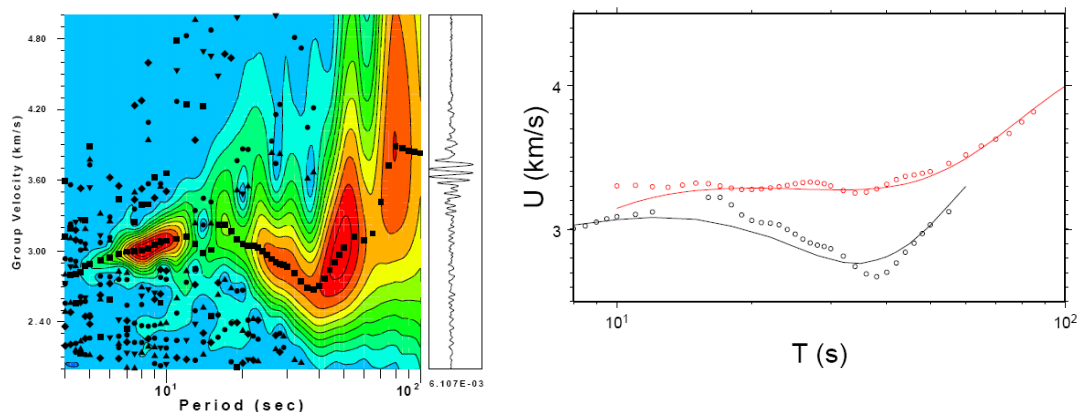 4.80
4.20
3.60
3.00
2.40
Group Velocity (km/s)
10¹ 10²
Period (sec)
6.107E-03
4
3
U (km/s)
10¹ 10²
T (s)